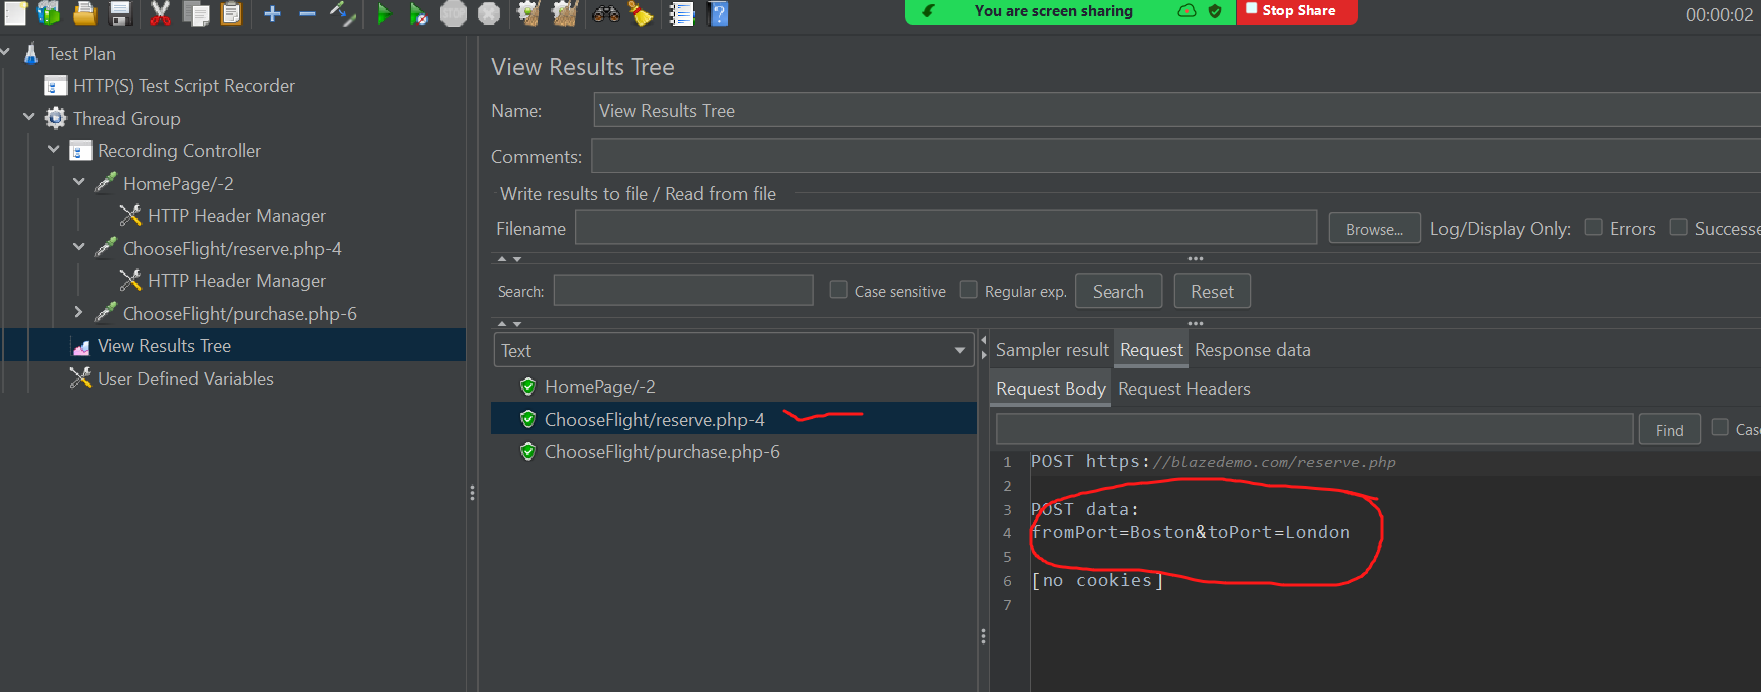 STOP
You are screen sharing
Stop Share
00:00:02
Test Plan
HTTP(S) Test Script Recorder
Thread Group
Recording Controller
HomePage/-2
HTTP Header Manager
ChooseFlight/reserve.php-4
HTTP Header Manager
ChooseFlight/purchase.php-6
View Results Tree
User Defined Variables
View Results Tree
Name:
View Results Tree
Comments:
Write results to file / Read from file
Filename
Browse...
Log/Display Only:
Errors
Successe
Search:
Case sensitive
Regular exp.
Search
Reset
Text
HomePage/-2
ChooseFlight/reserve.php-4
ChooseFlight/purchase.php-6
Sampler result
Request
Response data
Request Body
Request Headers
Find
Cas
1 POST https://blazedemo.com/reserve.php
2
3 POST data:
4 fromPort=Boston&toPort=London
5
6 [no cookies]
7